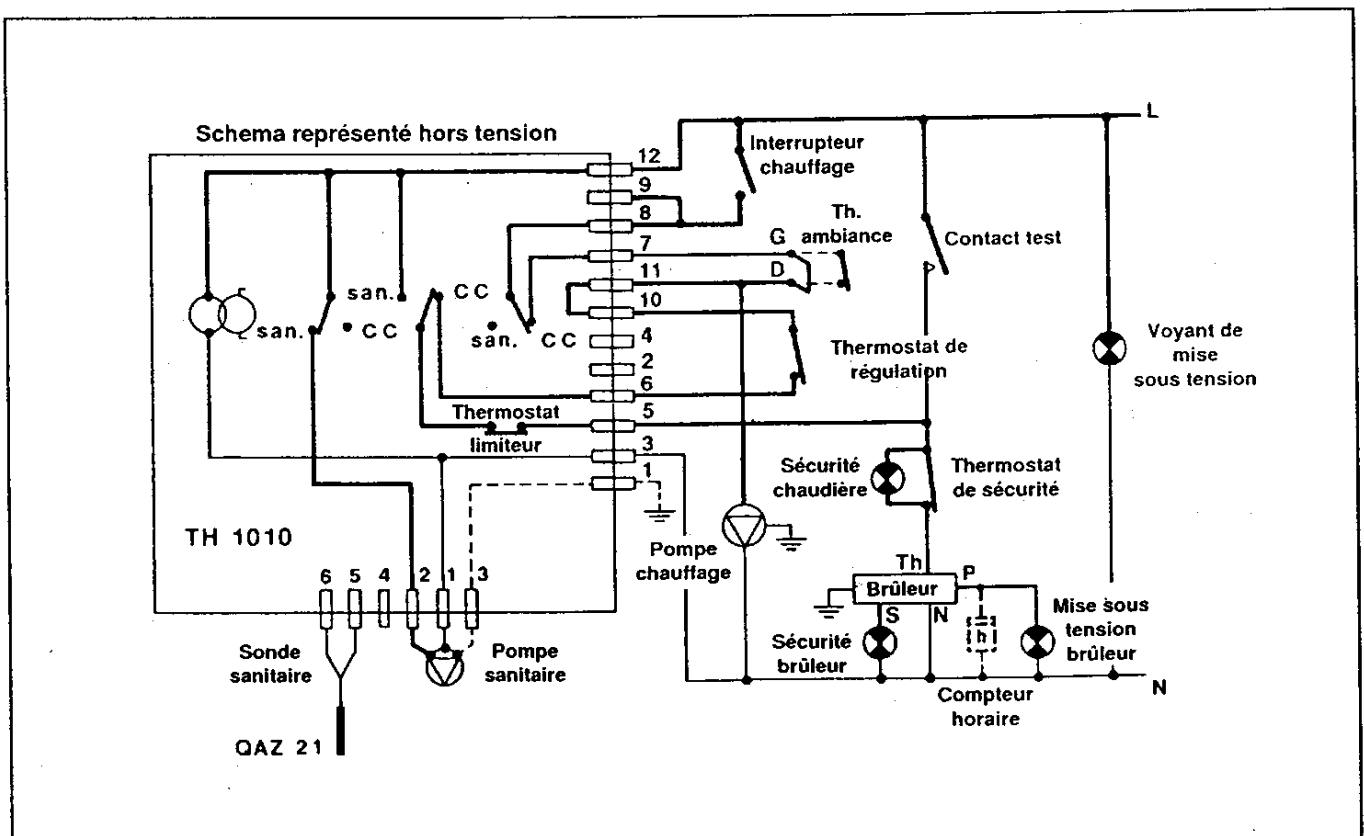 Schema représenté hors tension
L
12
9
8
7
11
10
4
2
6
5
3
1
Interrupteur
chauffage
G
D
Th.
ambiance
Contact test
san.
CC
san.
CC
san.
CC
Thermostat de
régulation
Voyant de
mise
sous tension
Thermostat
limiteur
Sécurité
chaudière
Thermostat
de sécurité
TH 1010
Pompe
chauffage
Th
P
Brûleur
S
N
h
Mise sous
tension
brûleur
6
5
4
2
1
3
Sonde
sanitaire
Pompe
sanitaire
Sécurité
brûleur
Compteur
horaire
N
QAZ 21